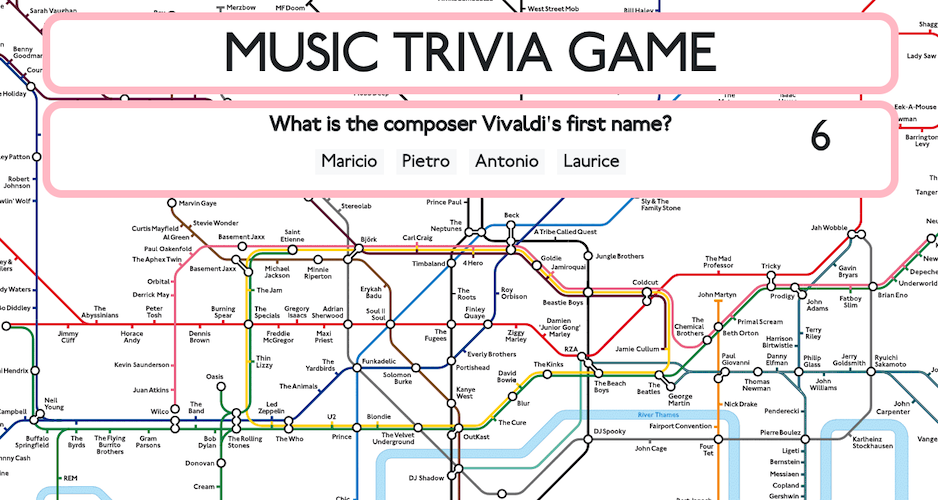 Sarah Vaughan
Merzbow
MF Doom
West Street Mob
Bill Haley
Shagg
Lady Saw
MUSIC TRIVIA GAME
Benny
Goodman
Holiday
What is the composer Vivaldi's first name?
6
Maricio Pietro Antonio Laurice
Eek-A-Mouse
Barrington
Levy
ley Patton
Robert
Johnson
wlin' Wolf
Marvin Gaye
Stereolab
Prince Paul
Sly & The
Family Stone
Curtis Mayfield
Stevie Wonder
Al Green
Paul Oakenfold
The Aphex Twin
Basement Jaxx
Saint
Etienne
Björk
Carl Craig
The
Neptunes
Beck
A Tribe Called Quest
Jah Wobble
Basement Jaxx
Michael
Jackson
Minnie
Riperton
Timbaland
4 Hero
Goldie
Jamiroquai
Jungle Brothers
The Mad
Professor
Tricky
Gavin
Bryars
Underworld
Orbital
Derrick May
The Jam
Erykah
Badu
The
Roots
Roy
Orbison
Beastie Boys
Coldcut
John Martyn
Prodigy
John
Adams
Fatboy
Slim
Brian Eno
dy Waters
o Diddley
The
Abyssinians
Peter
Tosh
Burning
Spear
The
Specials
Gregory
Isaacs
Adrian
Sherwood
Soul II
Soul
Finley
Quaye
Jimmy
Cliff
Horace
Andy
Dennis
Brown
Freddie
McGregor
Maxi
Priest
The
Fugees
Ziggy
Marley
Damien
'Junior Gong'
Marley
The
Chemical
Brothers
Primal Scream
Beth Orton
Terry
Riley
Harrison
Birtwistle
Jamie Cullum
RZA
Everly Brothers
Portishead
Funkadelic
Solomon
Burke
Yardbirds
The Animals
Thin
Lizzy
Kevin Saunderson
Juan Atkins
i Hendrix
Oasis
Kanye
West
David
Bowie
The Kinks
The Beach
Boys
The
Beatles
George
Martin
Paul
Giovanni
Danny
Elfman
Thomas
Newman
Philip
Glass
John
Williams
Jerry
Goldsmith
Ryuichi
Sakamoto
John
Carpenter
Campbell
Neil
Young
Wilco
The
Band
Led
Zeppelin
U2
Blondie
Blur
The Cure
River Thames
Nick Drake
Penderecki
Buffalo
Springfield
The
Byrds
The Flying
Burrito
Brothers
Gram
Parsons
Bob
Dylan
The Rolling
Stones
The Who
Prince
The Velvet
Underground
OutKast
DJ Spooky
John Cage
Fairport Convention
Four
Tet
Pierre Boulez
Karlheinz
Stockhausen
Donovan
REM
Cream
DJ Shadow
Ligeti
Bernstein
Messiaen
Copland
Gershwin